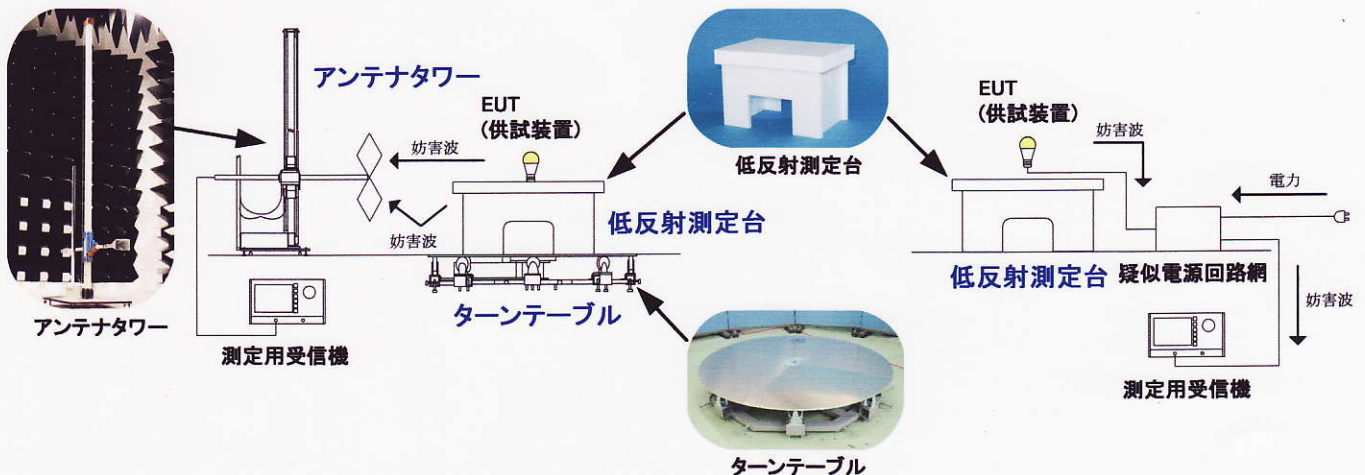 アンテナタワー
アンテナタワー
測定用受信機
妨害波
妨害波
EUT
(供試装置)
低反射測定台
ターンテーブル
低反射測定台
ターンテーブル
EUT
(供試装置)
妨害波
電力
低反射測定台
疑似電源回路網
妨害波
測定用受信機